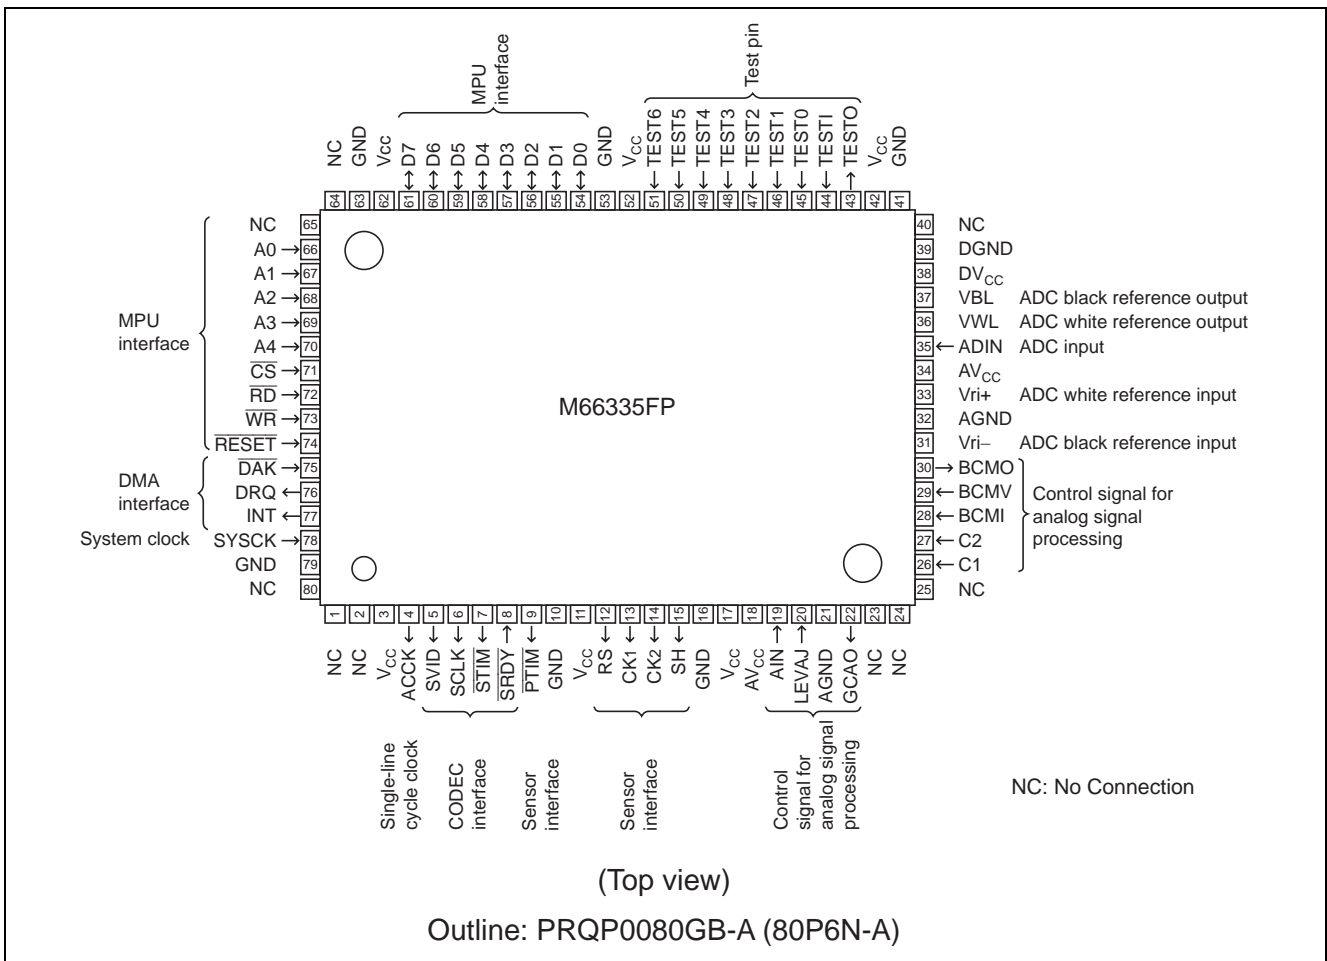 Test pin
MPU
interface
NC
GND
Vcc
D7
D6
D5
D4
D3
D2
D1
D0
GND
VCC
TEST6
TEST5
TEST4
TEST3
TEST2
TEST1
TEST0
TESTI
TESTO
VCC
GND
64 63 62 61 60 59 58 57 56 55 54 53 52 51 50 49 48 47 46 45 44 43 42 41
MPU
interface
NC 65
A0 66
A1 67
A2 68
A3 69
A4 70
C̅S̅ 71
R̅D̅ 72
W̅R̅ 73
R̅E̅S̅E̅T̅ 74
DMA
interface
D̅A̅K̅ 75
DRQ 76
INT 77
System clock SYSCK 78
GND 79
NC 80
M66335FP
40 NC
39 DGND
38 DVCC
37 VBL ADC black reference output
36 VWL ADC white reference output
35 ADIN ADC input
34 AVCC
33 Vri+ ADC white reference input
32 AGND
31 Vri− ADC black reference input
30 BCMO
29 BCMV
28 BCMI
27 C2
26 C1
25 NC
Control signal for
analog signal
processing
1 2 3 4 5 6 7 8 9 10 11 12 13 14 15 16 17 18 19 20 21 22 23 24
NC
NC
VCC
ACCK
SVID
SCLK
S̅T̅I̅M̅
S̅R̅D̅Y̅
P̅T̅I̅M̅
GND
VCC
RS
CK1
CK2
SH
GND
VCC
AVCC
AIN
LEVAJ
AGND
GCAO
NC
NC
Single-line
cycle clock
CODEC
interface
Sensor
interface
Sensor
interface
Control
signal for
analog signal
processing
NC: No Connection
(Top view)
Outline: PRQP0080GB-A (80P6N-A)